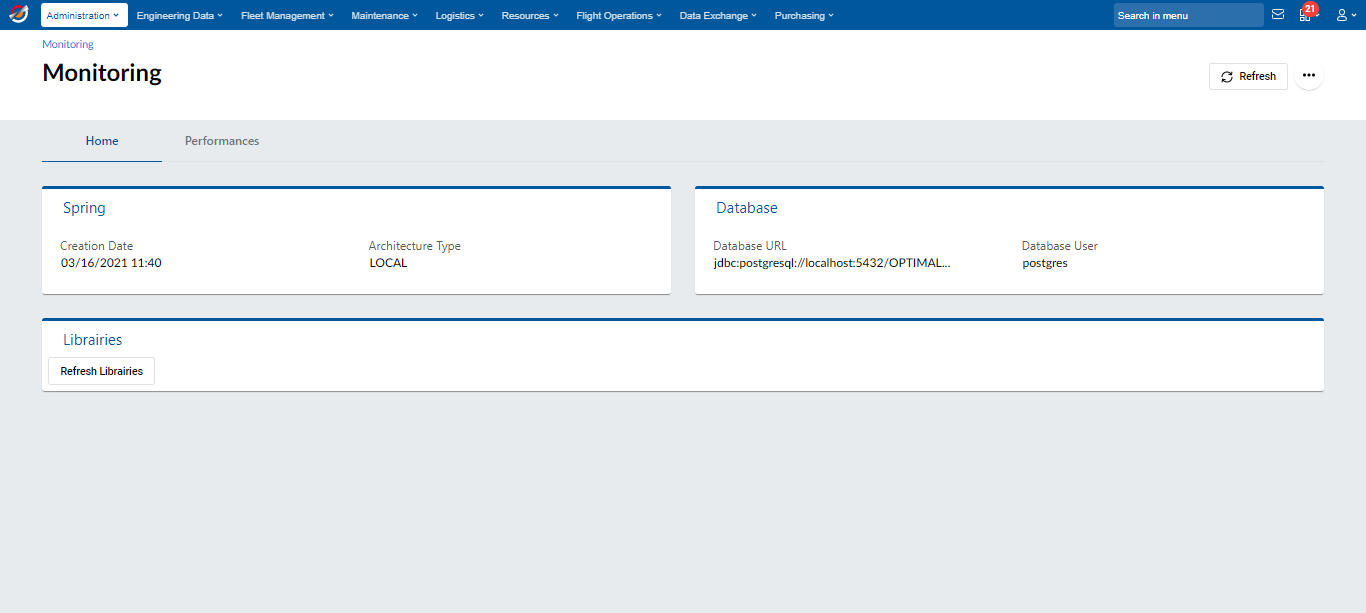 Administration Engineering Data Fleet Management Maintenance Logistics Resources Flight Operations Data Exchange Purchasing Search in menu 21
Monitoring
Monitoring
Refresh
Home Performances
Spring
Creation Date Architecture Type
03/16/2021 11:40 LOCAL
Database
Database URL Database User
jdbc:postgresql://localhost:5432/OPTIMAL... postgres
Librairies
Refresh Librairies